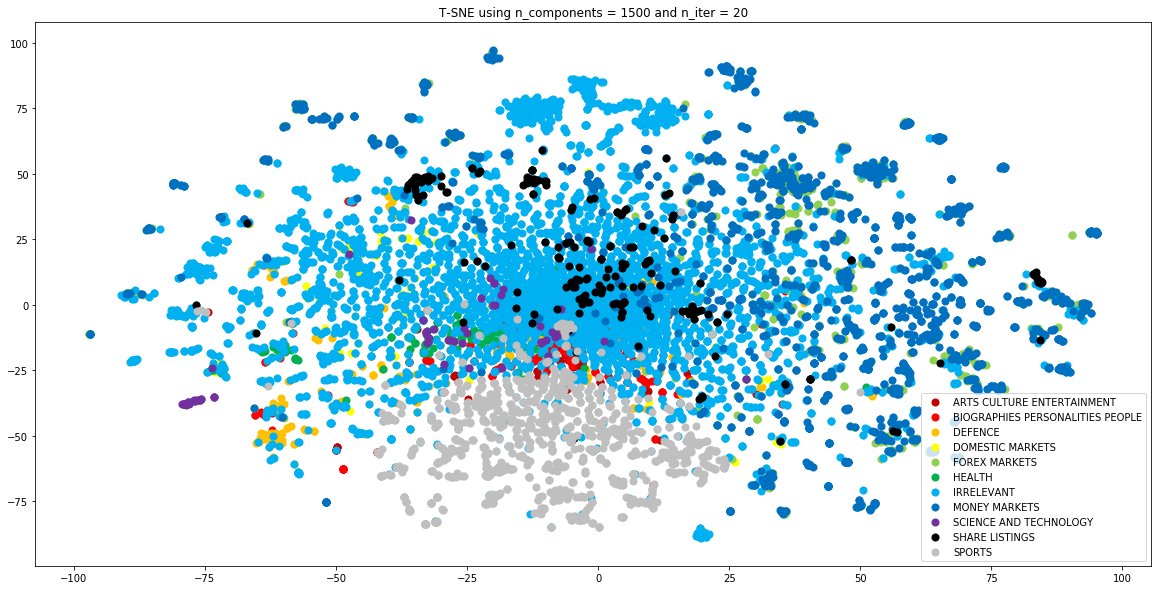 T-SNE using n_components = 1500 and n_iter = 20
100
75
50
25
0
−25
−50
−75
−100
−75
−50
−25
0
25
50
75
100
ARTS CULTURE ENTERTAINMENT
BIOGRAPHIES PERSONALITIES PEOPLE
DEFENCE
DOMESTIC MARKETS
FOREX MARKETS
HEALTH
IRRELEVANT
MONEY MARKETS
SCIENCE AND TECHNOLOGY
SHARE LISTINGS
SPORTS